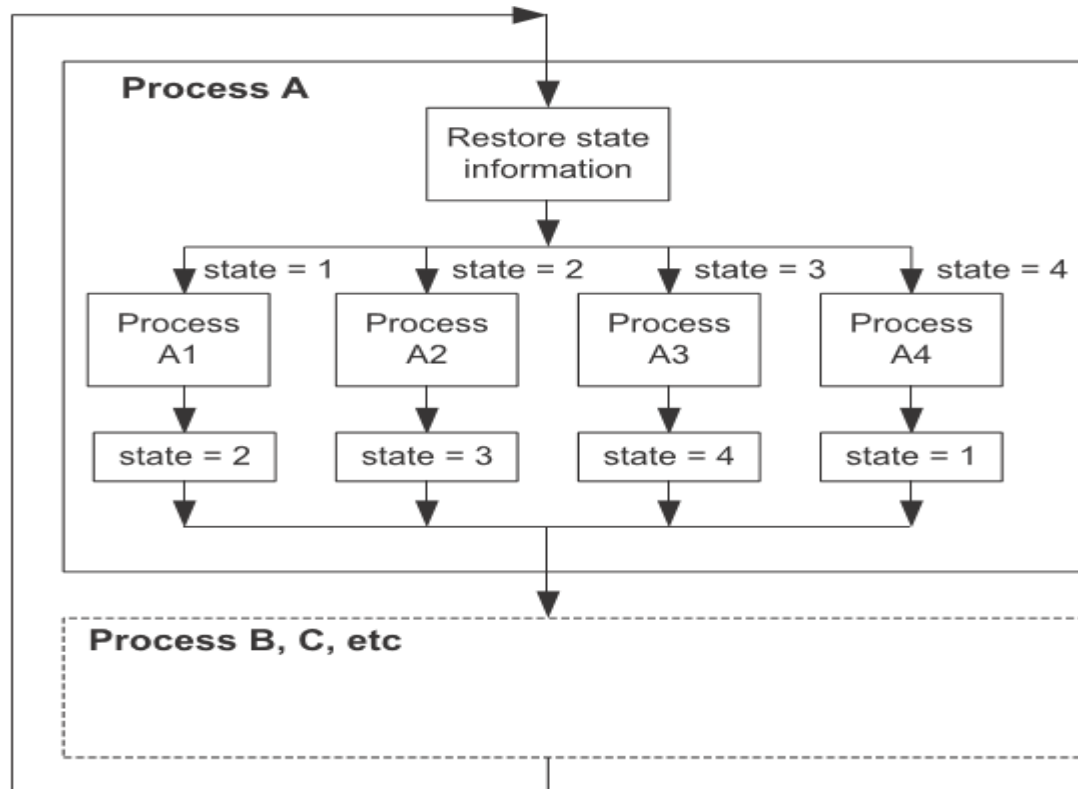 Process A
Restore state
information
state = 1
state = 2
state = 3
state = 4
Process
A1
Process
A2
Process
A3
Process
A4
state = 2
state = 3
state = 4
state = 1
Process B, C, etc